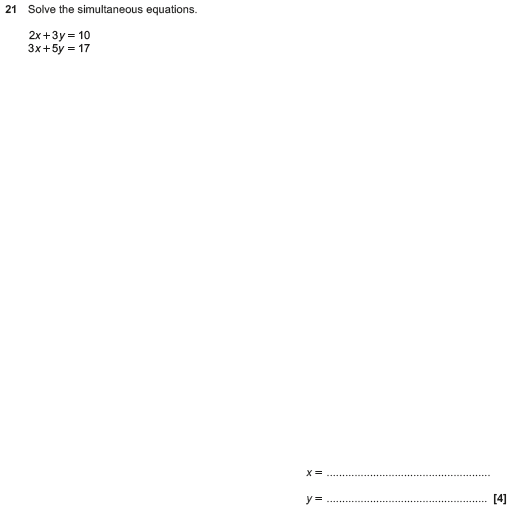 21 Solve the simultaneous equations.
2x + 3y = 10
3x + 5y = 17
x = ......................................................
y = ..................................................... [4]